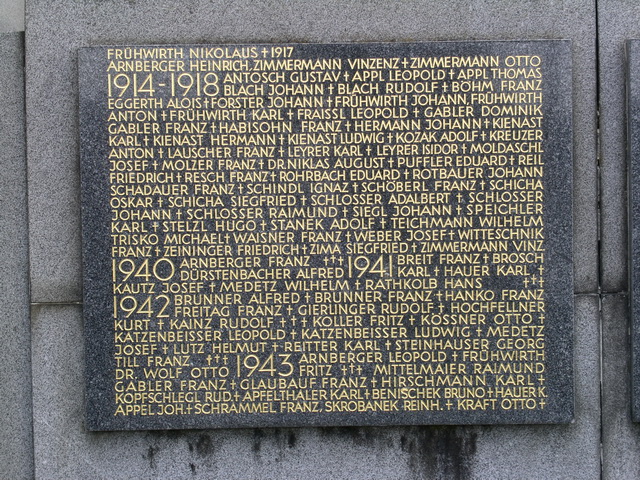 FRÜHWIRTH NIKOLAUS + 1917
ARNBERGER HEINRICH, ZIMMERMANN VINZENZ + ZIMMERMANN OTTO
1914-1918 ANTOSCH GUSTAV + APPL LEOPOLD + APPL THOMAS
BLACH JOHANN + BLACH RUDOLF + BÖHM FRANZ
EGGERTH ALOIS + FORSTER JOHANN + FRÜHWIRTH JOHANN, FRÜHWIRTH
ANTON + FRÜHWIRTH KARL + FRAISSL LEOPOLD + GABLER DOMINIK
GABLER FRANZ + HABISOHN FRANZ + HERMANN JOHANN + KIENAST
KARL + KIENAST HERMANN + KIENAST LUDWIG + KOZAK ADOLF + KREUZER
ANTON + LAUSCHER FRANZ + LEYRER KARL + LEYRER ISIDOR + MOLDASCHL
JOSEF + MOLZER FRANZ + DR. NIKLAS AUGUST + PUFFLER EDUARD + REIL
FRIEDRICH + RESCH FRANZ + ROHRBACH EDUARD + ROTBAUER JOHANN
SCHADAUER FRANZ + SCHINDL IGNAZ + SCHÖBERL FRANZ + SCHICHA
OSKAR + SCHICHA SIEGFRIED + SCHLOSSER ADALBERT + SCHLOSSER
JOHANN + SCHLOSSER RAIMUND + SIEGL JOHANN + SPEICHLER
KARL + STELZL HUGO + STANEK ADOLF + TEICHMANN WILHELM
TRISKO MICHAEL + WAISNER FRANZ + WEBER JOSEF + WITTESCHNIK
FRANZ + ZEININGER FRIEDRICH + ZIMA SIEGFRIED + ZIMMERMANN VINZ.
1940 ARNBERGER FRANZ +++ 1941 BREIT FRANZ + BROSCH
DÜRSTENBACHER ALFRED KARL + HAUER KARL +
KAUTZ JOSEF + MEDETZ WILHELM + RATHKOLB HANS +++
1942 BRUNNER ALFRED + BRUNNER FRANZ + HANKO FRANZ
FREITAG FRANZ + GIERLINGER RUDOLF + HOCHFELLNER
KURT + KAINZ RUDOLF +++ KOLLER FRITZ + KÖSSNER OTTO +
KATZENBEISSER LEOPOLD + KATZENBEISSER LUDWIG + MEDETZ
JOSEF + LUTZ HELMUT + REITTER KARL + STEINHAUSER GEORG
TILL FRANZ +++ 1943 ARNBERGER LEOPOLD + FRÜHWIRTH
DR. WOLF OTTO FRITZ ++ MITTELMAIER RAIMUND
GABLER FRANZ + GLAUBAUF FRANZ + HIRSCHMANN KARL +
KOPFSCHLEGL RUD. + APFELTHALER KARL + BENISCHEK BRUNO + HAUER K
APPEL JOH. + SCHRAMMEL FRANZ, SKROBANEK REINH. + KRAFT OTTO +